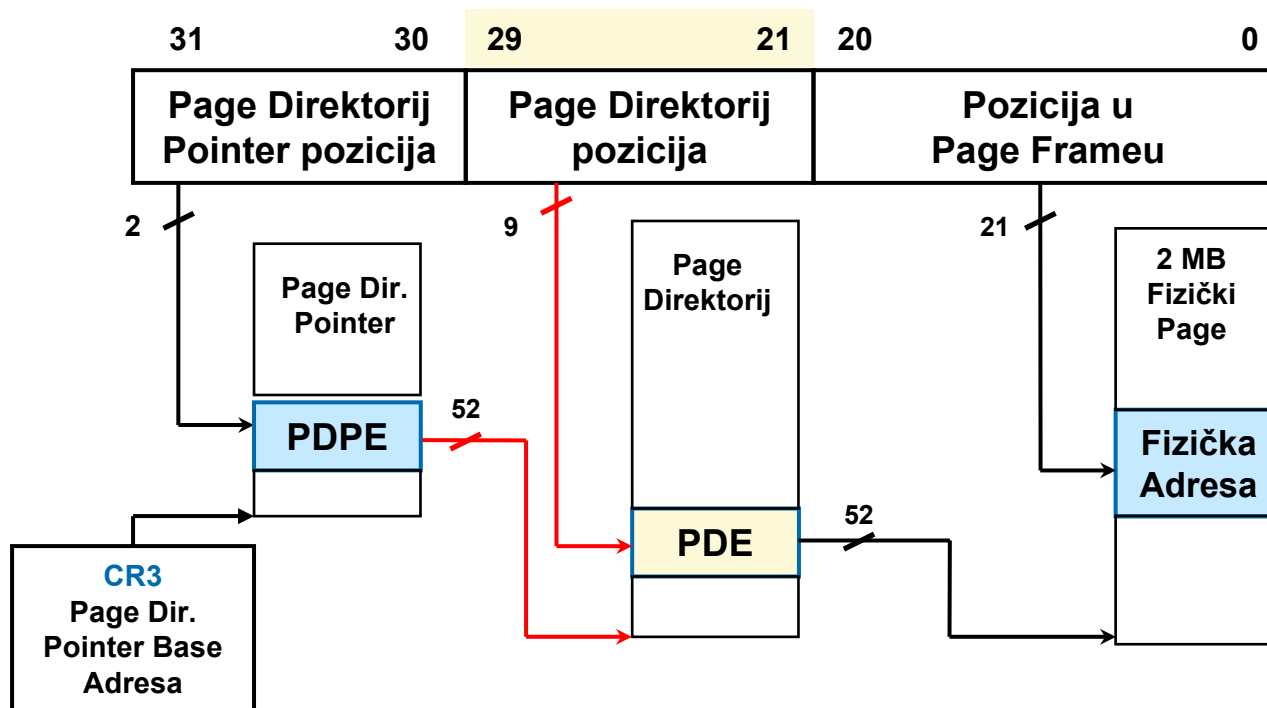 31 30 29 21 20 0
Page Direktorij
Pointer pozicija
Page Direktorij
pozicija
Pozicija u
Page Frameu
2
9
21
Page Dir.
Pointer
Page
Direktorij
2 MB
Fizički
Page
PDPE
52
Fizička
Adresa
PDE
52
CR3
Page Dir.
Pointer Base
Adresa